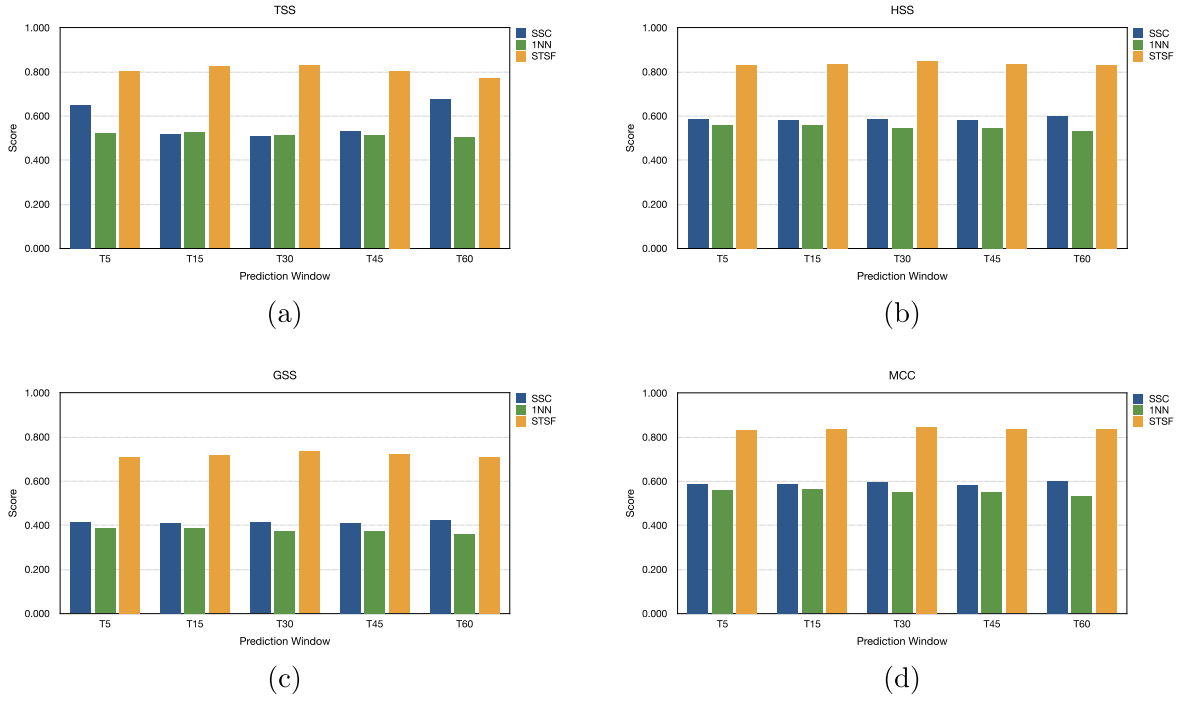 TSS
1.000
0.800
0.600
0.400
0.200
0.000
Score
T5 T15 T30 T45 T60
Prediction Window
SSC
1NN
STSF
(a)
HSS
1.000
0.800
0.600
0.400
0.200
0.000
Score
T5 T15 T30 T45 T60
Prediction Window
SSC
1NN
STSF
(b)
GSS
1.000
0.800
0.600
0.400
0.200
0.000
Score
T5 T15 T30 T45 T60
Prediction Window
SSC
1NN
STSF
(c)
MCC
1.000
0.800
0.600
0.400
0.200
0.000
Score
T5 T15 T30 T45 T60
Prediction Window
SSC
1NN
STSF
(d)